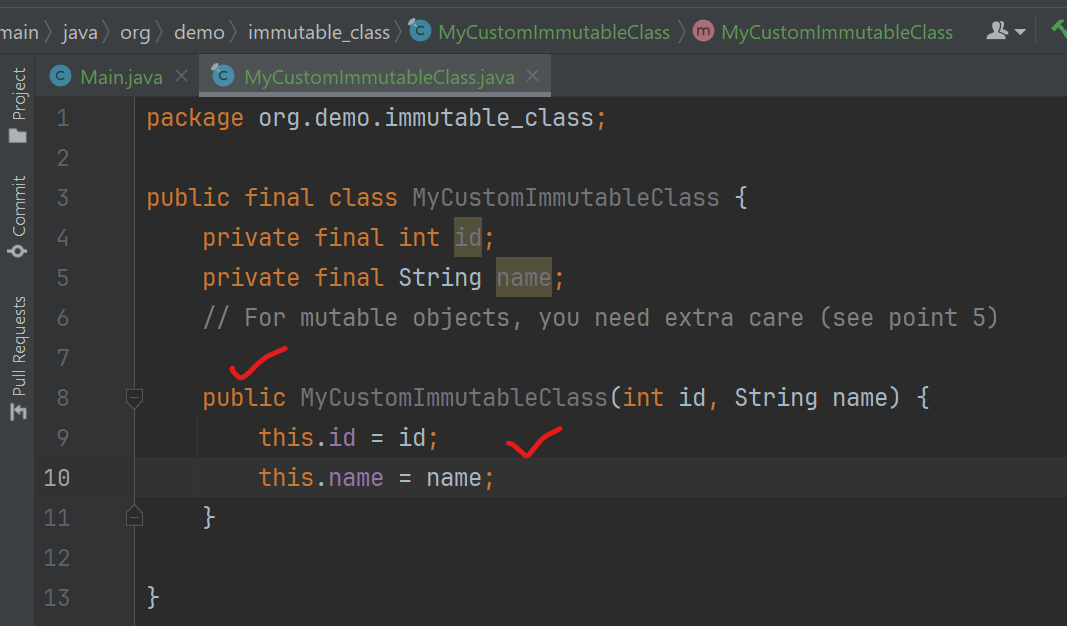 main java org demo immutable_class MyCustomImmutableClass MyCustomImmutableClass
Main.java MyCustomImmutableClass.java
Project
Commit
Pull Requests
1 package org.demo.immutable_class;
2
3 public final class MyCustomImmutableClass {
4 private final int id;
5 private final String name;
6 // For mutable objects, you need extra care (see point 5)
7
8 public MyCustomImmutableClass(int id, String name) {
9 this.id = id;
10 this.name = name;
11 }
12
13 }